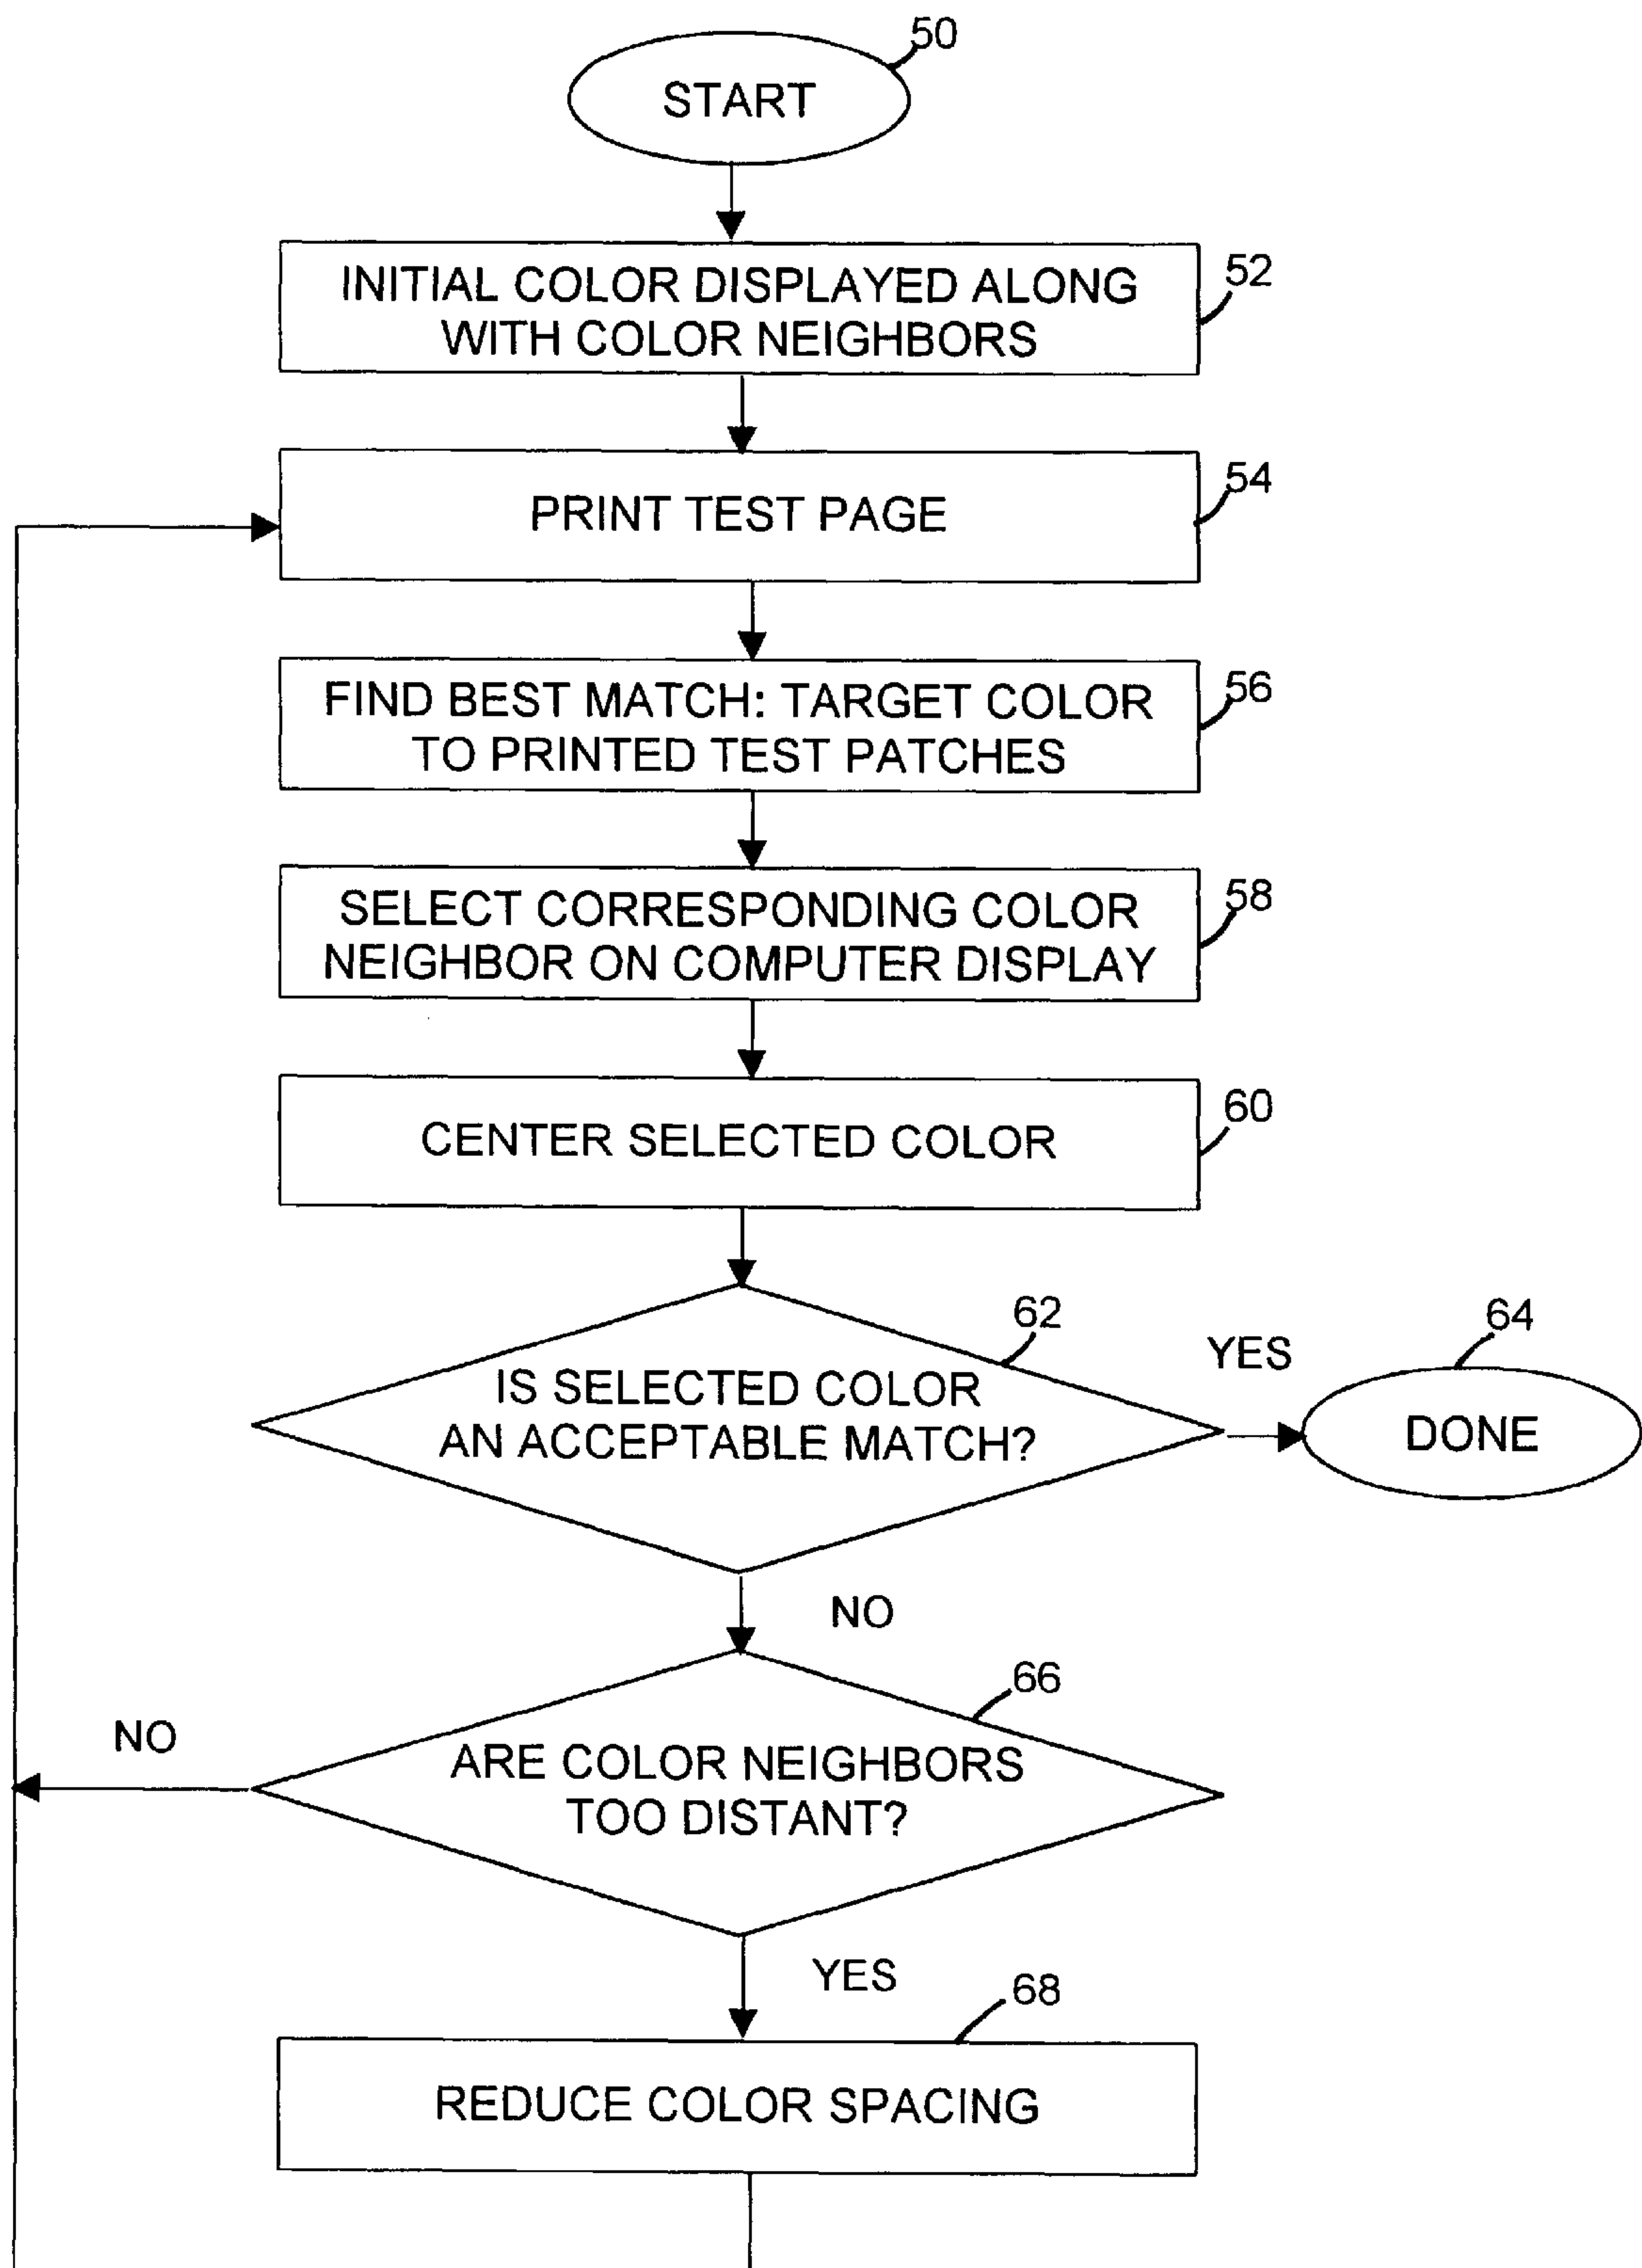 50
START
INITIAL COLOR DISPLAYED ALONG
WITH COLOR NEIGHBORS
52
PRINT TEST PAGE
54
FIND BEST MATCH: TARGET COLOR
TO PRINTED TEST PATCHES
56
SELECT CORRESPONDING COLOR
NEIGHBOR ON COMPUTER DISPLAY
58
CENTER SELECTED COLOR
60
62
IS SELECTED COLOR
AN ACCEPTABLE MATCH?
YES
64
DONE
NO
66
ARE COLOR NEIGHBORS
TOO DISTANT?
NO
YES
68
REDUCE COLOR SPACING